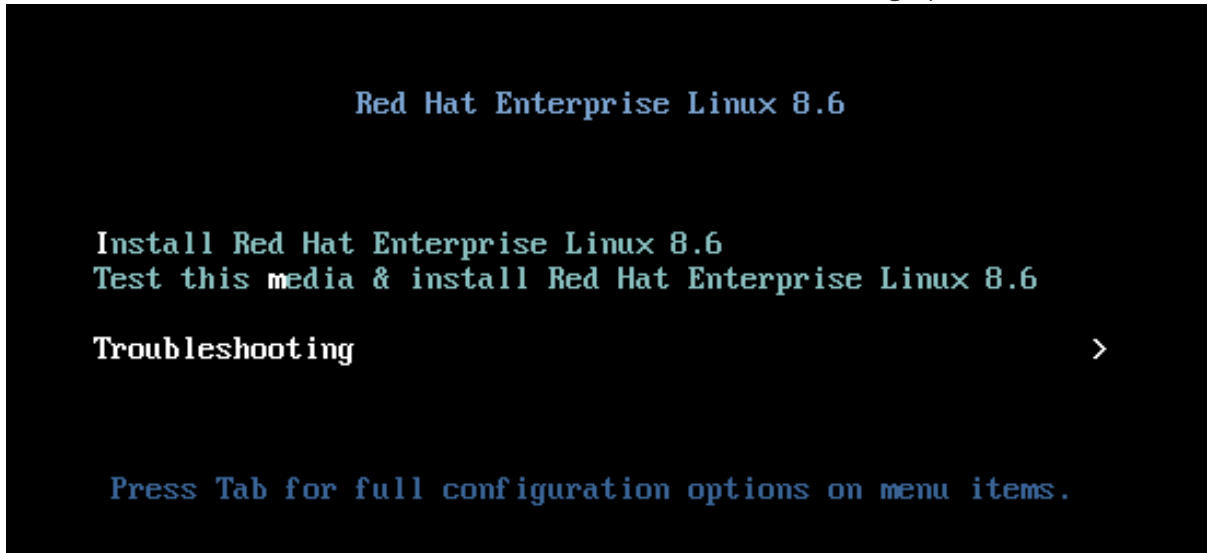 Red Hat Enterprise Linux 8.6
Install Red Hat Enterprise Linux 8.6
Test this media & install Red Hat Enterprise Linux 8.6
Troubleshooting >
Press Tab for full configuration options on menu items.